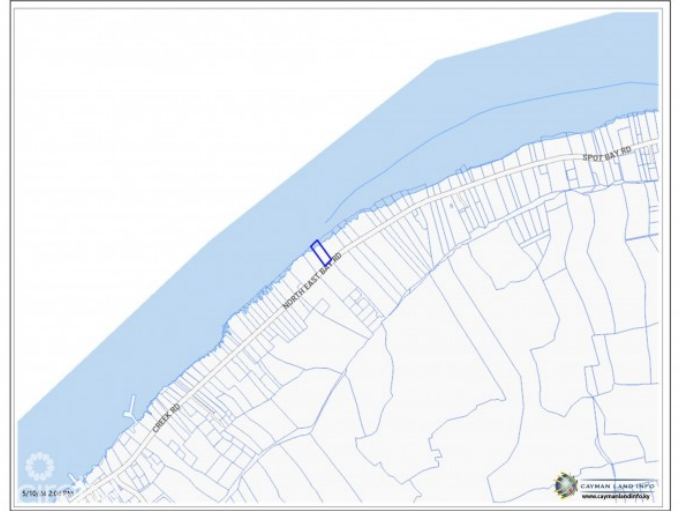 SPOT BAY RD
NORTH EAST BAY RD
CREEK RD
CAYMAN LAND INFO
www.caymanlandinfo.ky